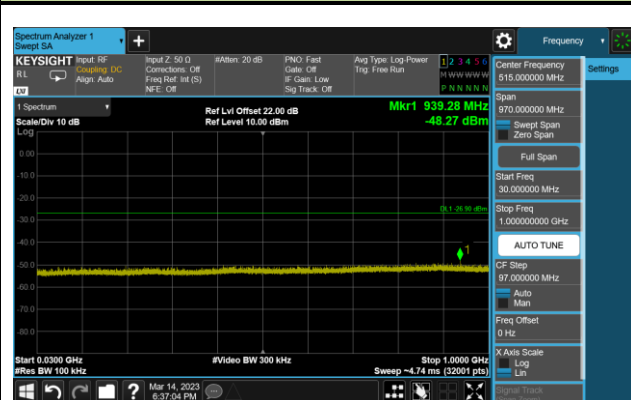 Spectrum Analyzer 1
Swept SA
+
Frequency
KEYSIGHT
RL
LXI
Input: RF
Coupling: DC
Align: Auto
Input Z: 50 Ω
Corrections: Off
Freq Ref: Int (S)
NFE: Off
#Atten: 20 dB
PNO: Fast
Gate: Off
IF Gain: Low
Sig Track: Off
Avg Type: Log-Power
Trig: Free Run
1 2 3 4 5 6
M W W W W W
P N N N N N
1 Spectrum
Scale/Div 10 dB
Log
Ref Lvl Offset 22.00 dB
Ref Level 10.00 dBm
Mkr1 939.28 MHz
-48.27 dBm
0.00
-10.0
-20.0
-30.0
-40.0
-50.0
-60.0
-70.0
-80.0
DL1 -26.90 dBm
1
Start 0.0300 GHz
#Res BW 100 kHz
#Video BW 300 kHz
Stop 1.0000 GHz
Sweep ~4.74 ms (32001 pts)
?
Mar 14, 2023
6:37:04 PM
Center Frequency
515.000000 MHz
Span
970.000000 MHz
Swept Span
Zero Span
Full Span
Start Freq
30.000000 MHz
Stop Freq
1.000000000 GHz
AUTO TUNE
CF Step
97.000000 MHz
Auto
Man
Freq Offset
0 Hz
X Axis Scale
Log
Lin
Signal Track
Settings